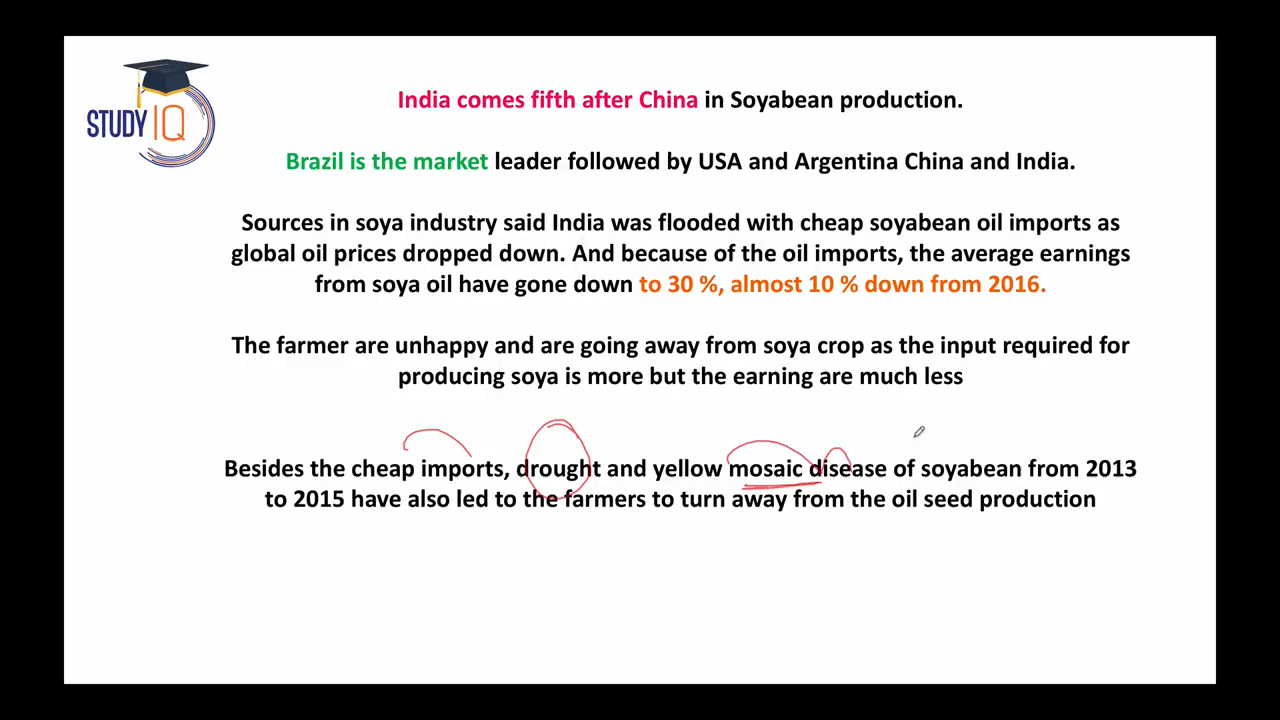 STUDY IQ
India comes fifth after China in Soyabean production.
Brazil is the market leader followed by USA and Argentina China and India.
Sources in soya industry said India was flooded with cheap soyabean oil imports as
global oil prices dropped down. And because of the oil imports, the average earnings
from soya oil have gone down to 30 %, almost 10 % down from 2016.
The farmer are unhappy and are going away from soya crop as the input required for
producing soya is more but the earning are much less
Besides the cheap imports, drought and yellow mosaic disease of soyabean from 2013
to 2015 have also led to the farmers to turn away from the oil seed production